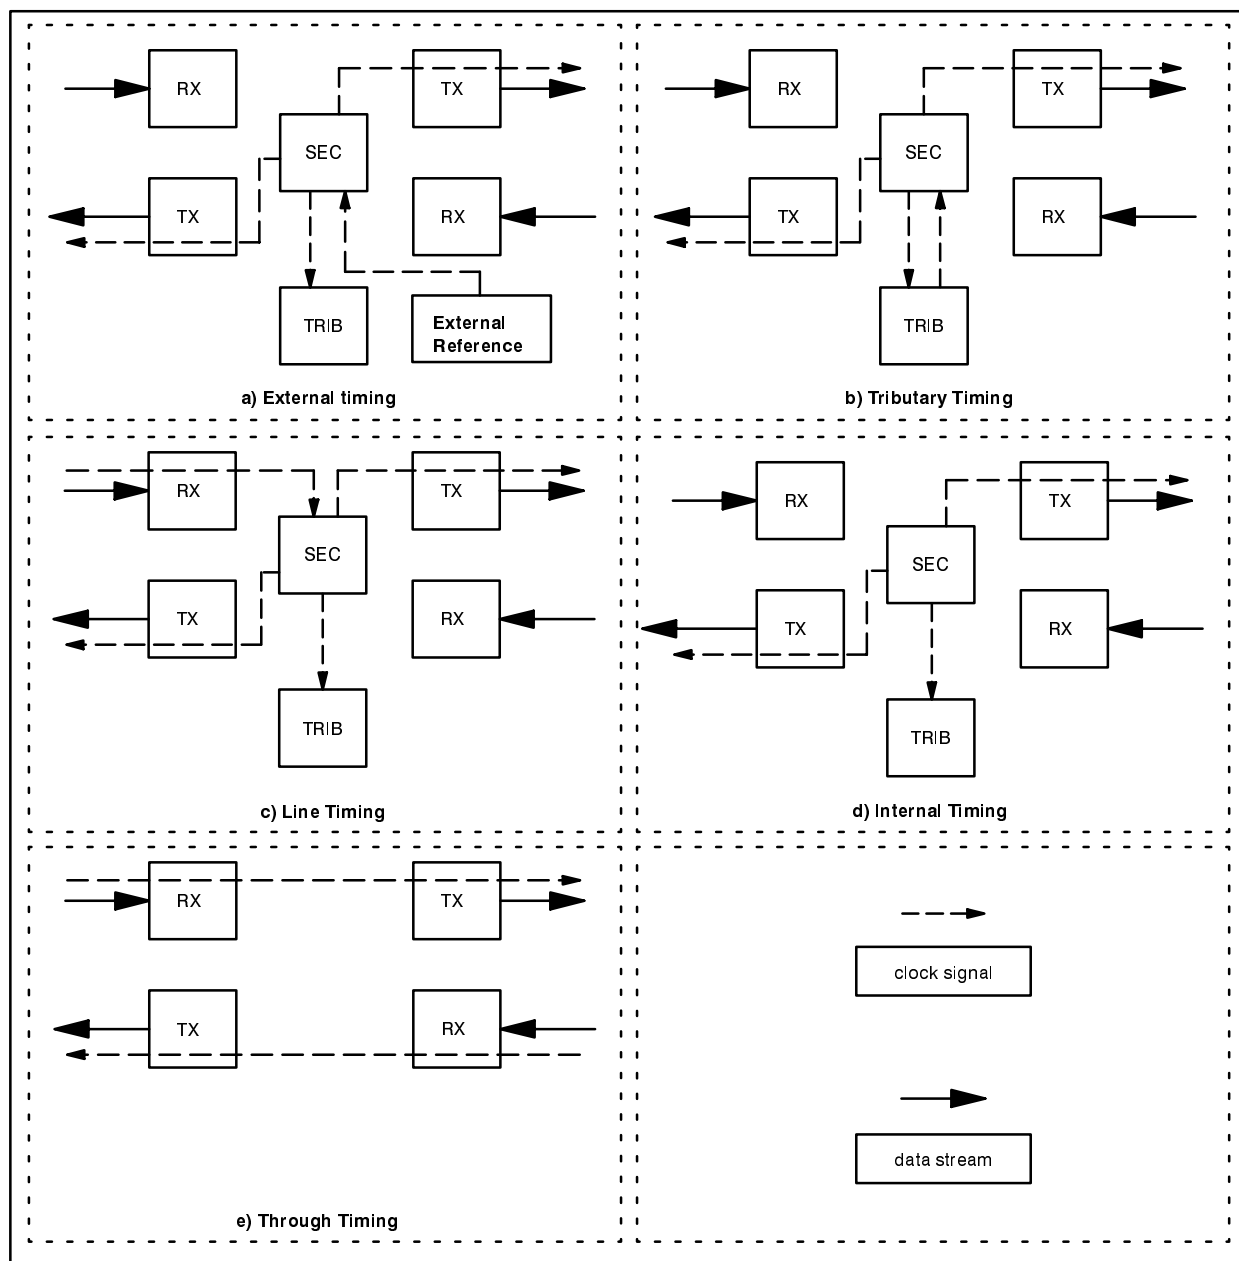 RX
TX
SEC
TX
RX
TRIB
External
Reference
a) External timing
RX
TX
SEC
TX
RX
TRIB
b) Tributary Timing
RX
TX
SEC
TX
RX
TRIB
c) Line Timing
RX
TX
SEC
TX
RX
TRIB
d) Internal Timing
RX
TX
TX
RX
e) Through Timing
clock signal
data stream